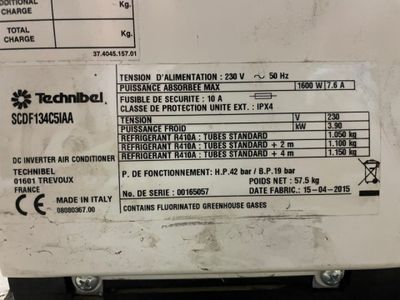 ADDITIONAL
CHARGE
Kg.
TOTAL
CHARGE
Kg.
37.4045.157.01
Technibel
SCDF134C5IAA
DC INVERTER AIR CONDITIONER
TECHNIBEL
01601 TREVOUX
FRANCE
CE MADE IN ITALY
08080367.00
TENSION D'ALIMENTATION : 230 V ~ 50 Hz
PUISSANCE ABSORBEE MAX 1600 W 7.6 A
FUSIBLE DE SECURITE : 10 A
CLASSE DE PROTECTION UNITE EXT. : IPX4
TENSION V 230
PUISSANCE FROID kW 3.90
REFRIGERANT R410A : TUBES STANDARD 1.050 kg
REFRIGERANT R410A : TUBES STANDARD + 2 m 1.100 kg
REFRIGERANT R410A : TUBES STANDARD + 4 m 1.150 kg
P. DE FONCTIONNEMENT : H.P. 42 bar / B.P. 19 bar
POIDS NET : 57.5 kg
No. DE SERIE : 00165057 DATE FABRIC. : 15-04-2015
CONTAINS FLUORINATED GREENHOUSE GASES